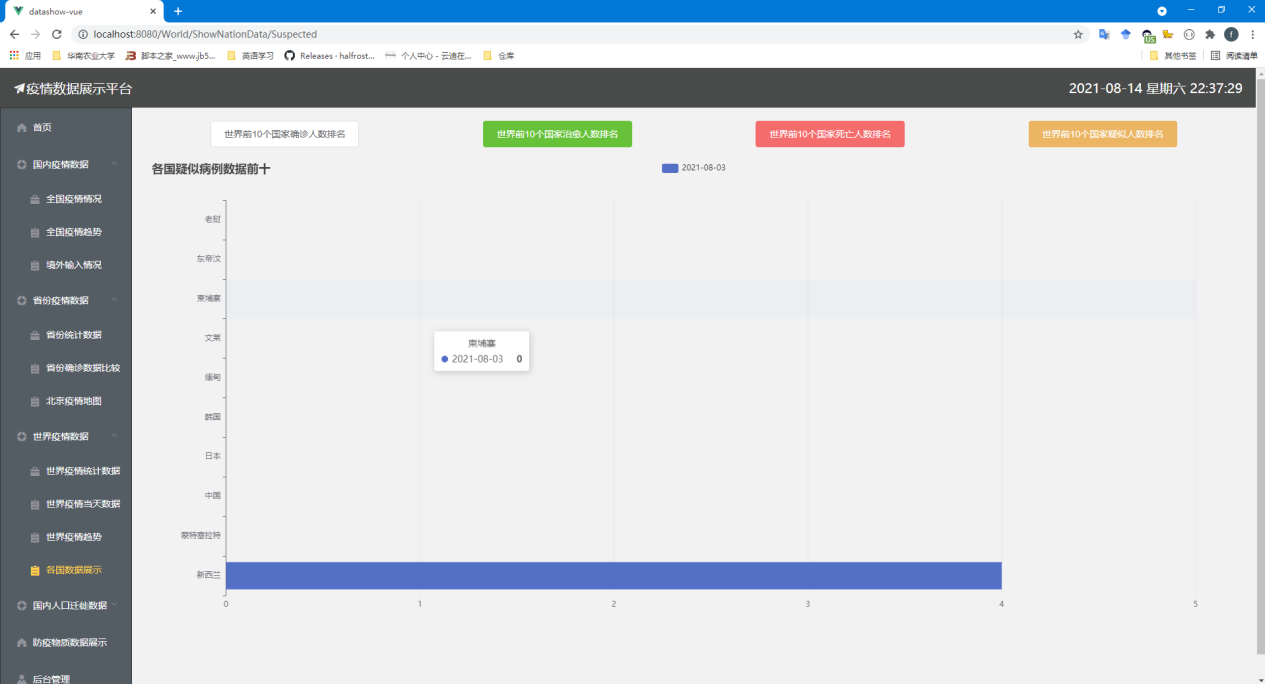 datashow-vue
localhost:8080/World/ShowNationData/Suspected
应用 华南农业大学 脚本之家_www.jb5... 英语学习 Releases · halfrost... 个人中心 - 云迪在... 仓库 其他书签 阅读清单
US
疫情数据展示平台
2021-08-14 星期六 22:37:29
首页
国内疫情数据
全国疫情情况
全国疫情趋势
境外输入情况
省份疫情数据
省份统计数据
省份确诊数据比较
北京疫情地图
世界疫情数据
世界疫情统计数据
世界疫情当天数据
世界疫情趋势
各国数据展示
国内人口迁徙数据
防疫物质数据展示
后台管理
世界前10个国家确诊人数排名
世界前10个国家治愈人数排名
世界前10个国家死亡人数排名
世界前10个国家疑似人数排名
各国疑似病例数据前十
2021-08-03
老挝
东帝汶
柬埔寨
文莱
缅甸
韩国
日本
中国
蒙特塞拉特
新西兰
柬埔寨
2021-08-03 0
0 1 2 3 4 5